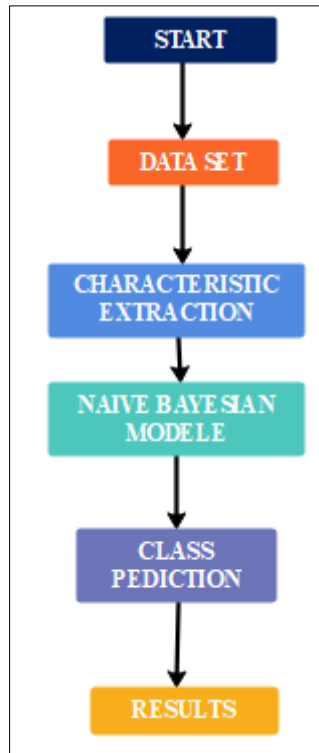 START
DATA SET
CHARACTERISTIC
EXTRACTION
NAIVE BAYESIAN
MODELE
CLASS
PEDICTION
RESULTS